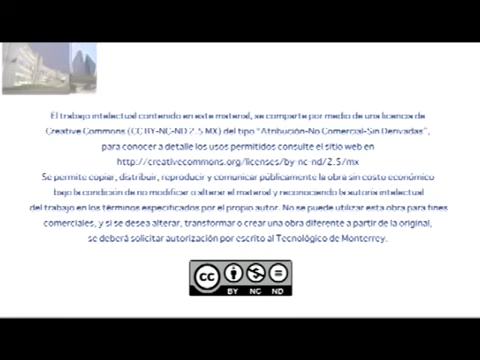 El trabajo intelectual contenido en este material, se comparte por medio de una licencia de
Creative Commons (CC BY-NC-ND 2.5 MX) del tipo "Atribución-No Comercial-Sin Derivadas",
para conocer a detalle los usos permitidos consulte el sitio web en
http://creativecommons.org/licenses/by-nc-nd/2.5/mx
Se permite copiar, distribuir, reproducir y comunicar públicamente la obra sin costo económico
bajo la condición de no modificar o alterar el material y reconociendo la autoría intelectual
del trabajo en los términos específicados por el propio autor. No se puede utilizar esta obra para fines
comerciales, y si se desea alterar, transformar o crear una obra diferente a partir de la original,
se deberá solicitar autorización por escrito al Tecnológico de Monterrey.
cc
BY NC ND